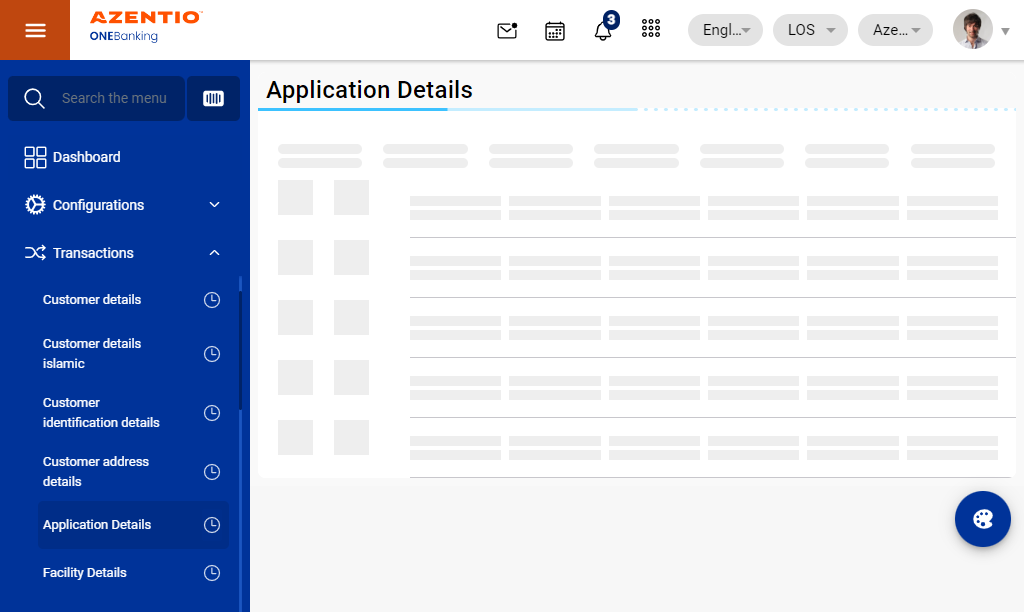 AZENTIO
ONEBanking
3
Engl...
LOS
Aze...
Search the menu
Dashboard
Configurations
Transactions
Customer details
Customer details
islamic
Customer
identification details
Customer address
details
Application Details
Facility Details
Application Details